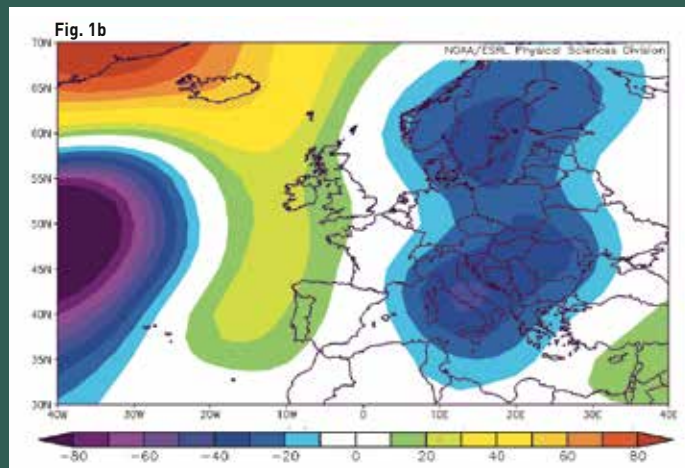 Fig. 1b
NOAA/ESRL Physical Sciences Division
70N
65N
60N
55N
50N
45N
40N
35N
30N
40W 30W 20W 10W 0 10E 20E 30E 40E
-80 -60 -40 -20 0 20 40 60 80